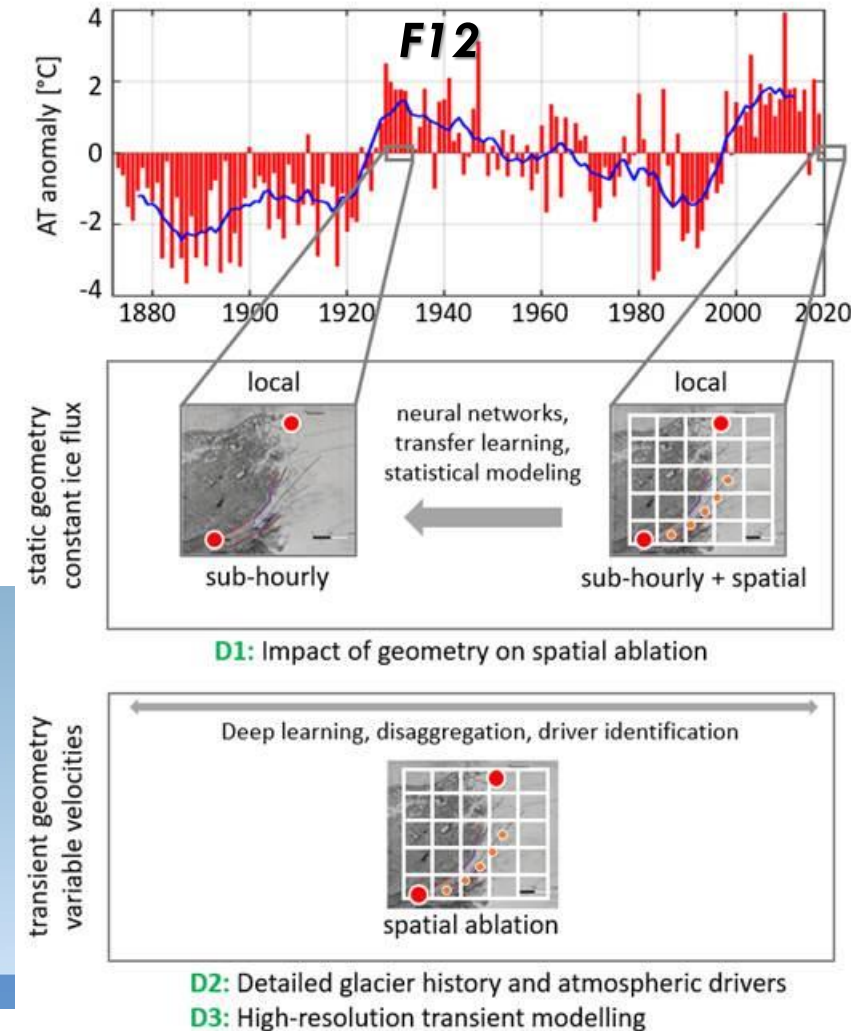 F12
AT anomaly [°C]
4
2
0
-2
-4
1880 1900 1920 1940 1960 1980 2000 2020
static geometry
constant ice flux
local
sub-hourly
neural networks,
transfer learning,
statistical modeling
local
sub-hourly + spatial
D1: Impact of geometry on spatial ablation
transient geometry
variable velocities
Deep learning, disaggregation, driver identification
spatial ablation
D2: Detailed glacier history and atmospheric drivers
D3: High-resolution transient modelling